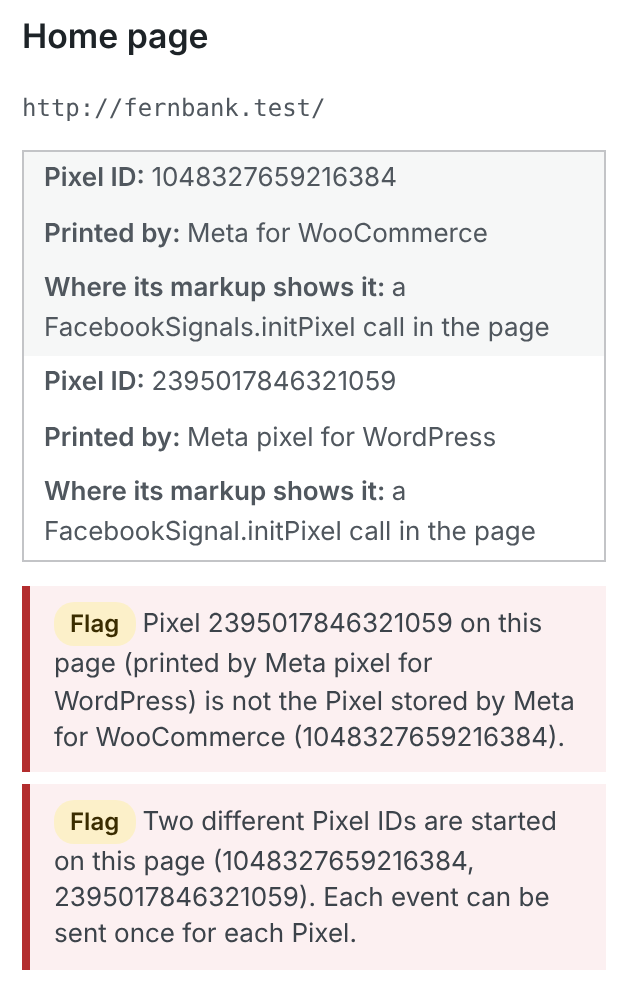 Home page
http://fernbank.test/
Pixel ID: 1048327659216384
Printed by: Meta for WooCommerce
Where its markup shows it: a
FacebookSignals.initPixel call in the page
Pixel ID: 2395017846321059
Printed by: Meta pixel for WordPress
Where its markup shows it: a
FacebookSignal.initPixel call in the page
Flag Pixel 2395017846321059 on this
page (printed by Meta pixel for
WordPress) is not the Pixel stored by Meta
for WooCommerce (1048327659216384).
Flag Two different Pixel IDs are started
on this page (1048327659216384,
2395017846321059). Each event can be
sent once for each Pixel.